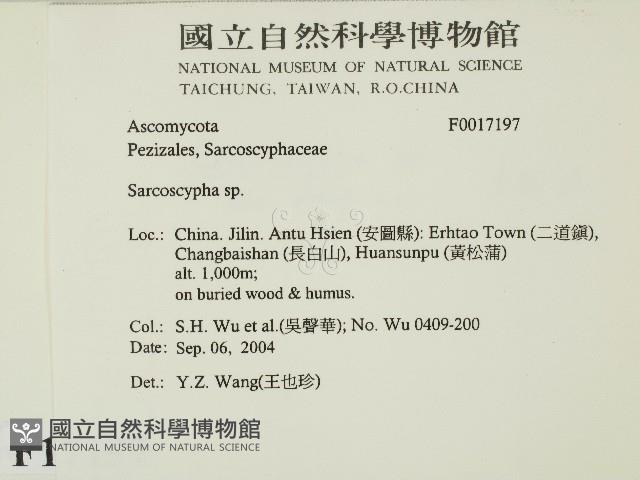 國立自然科學博物館
NATIONAL MUSEUM OF NATURAL SCIENCE
TAICHUNG, TAIWAN, R.O.CHINA
Ascomycota F0017197
Pezizales, Sarcoscyphaceae
Sarcoscypha sp.
Loc.: China. Jilin. Antu Hsien (安圖縣): Erhtao Town (二道鎮),
Changbaishan (長白山), Huansunpu (黃松蒲)
alt. 1,000m;
on buried wood & humus.
Col.: S.H. Wu et al.(吳聲華); No. Wu 0409-200
Date: Sep. 06, 2004
Det.: Y.Z. Wang(王也珍)
國立自然科學博物館
NATIONAL MUSEUM OF NATURAL SCIENCE
F1